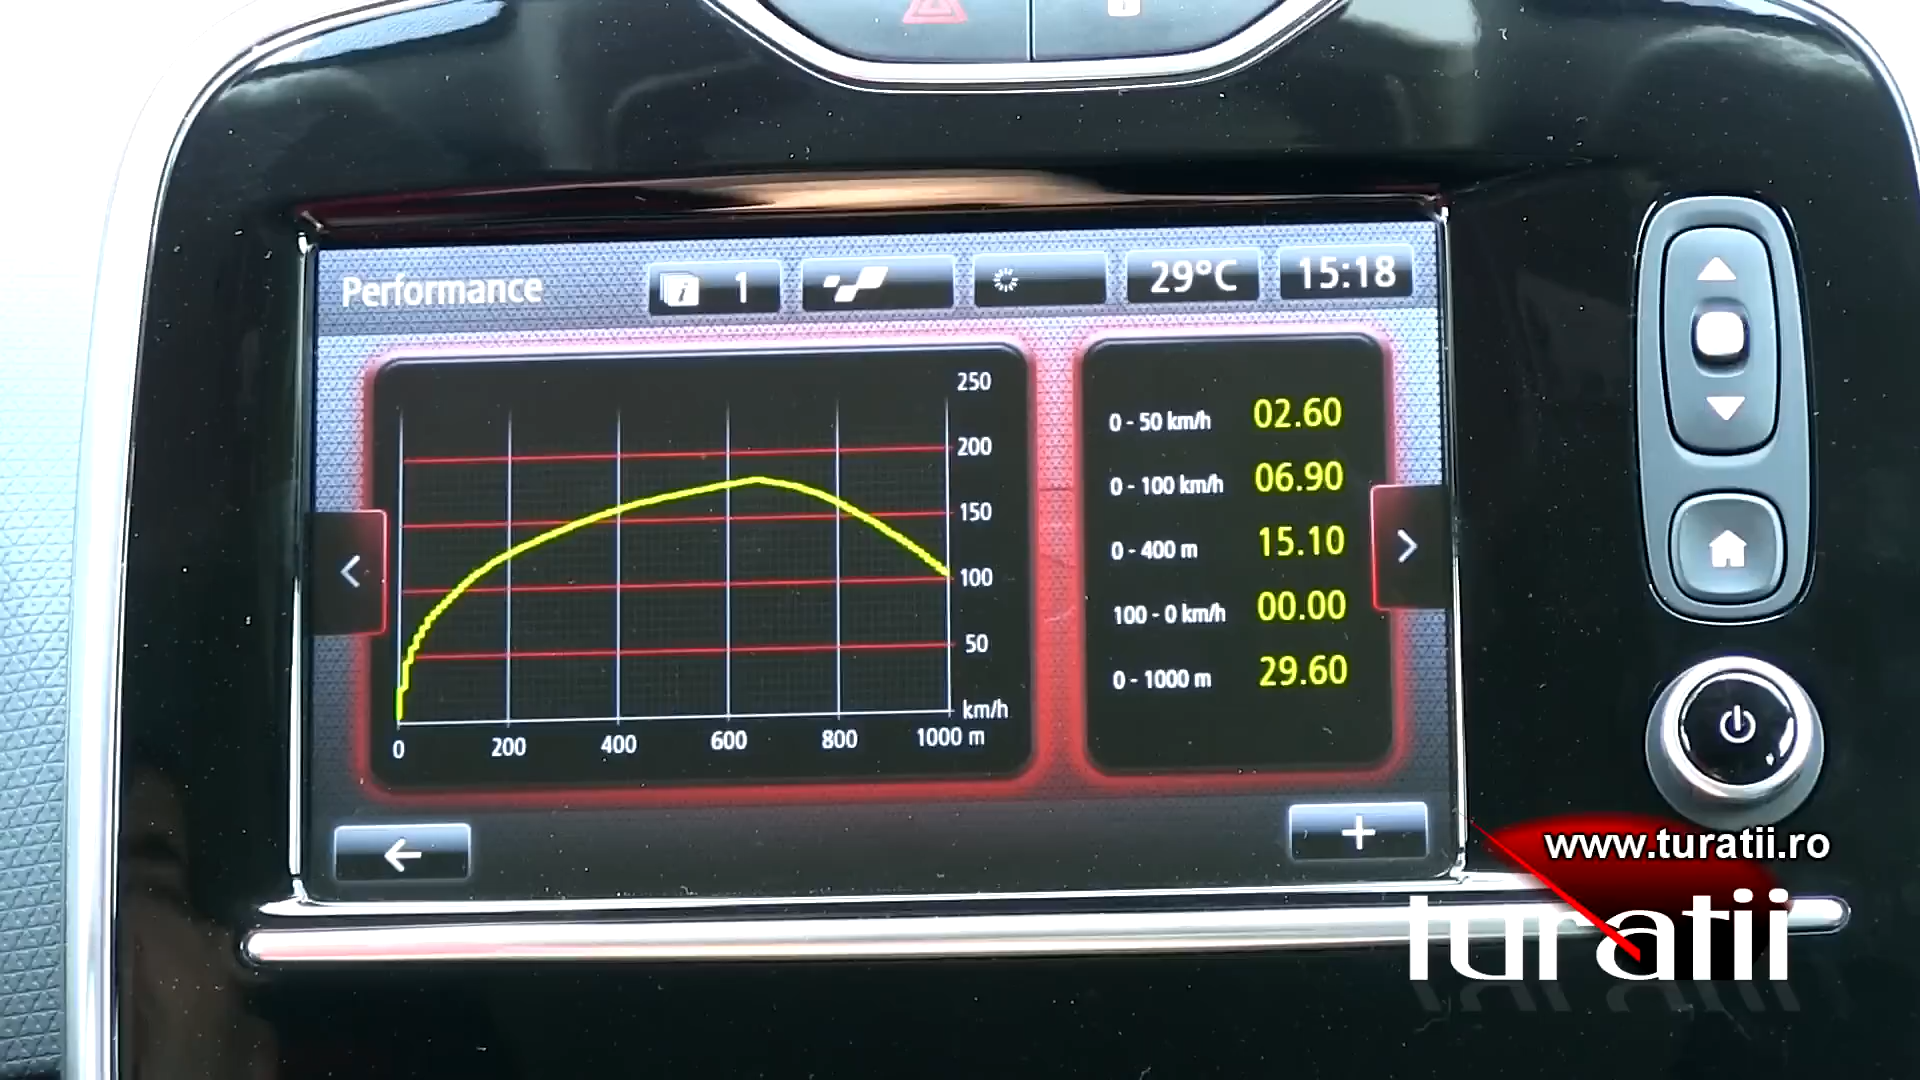 Performance
1
29°C
15:18
250
200
150
100
50
km/h
0
200
400
600
800
1000 m
0 - 50 km/h 02.60
0 - 100 km/h 06.90
0 - 400 m 15.10
100 - 0 km/h 00.00
0 - 1000 m 29.60
www.turatii.ro
turatii